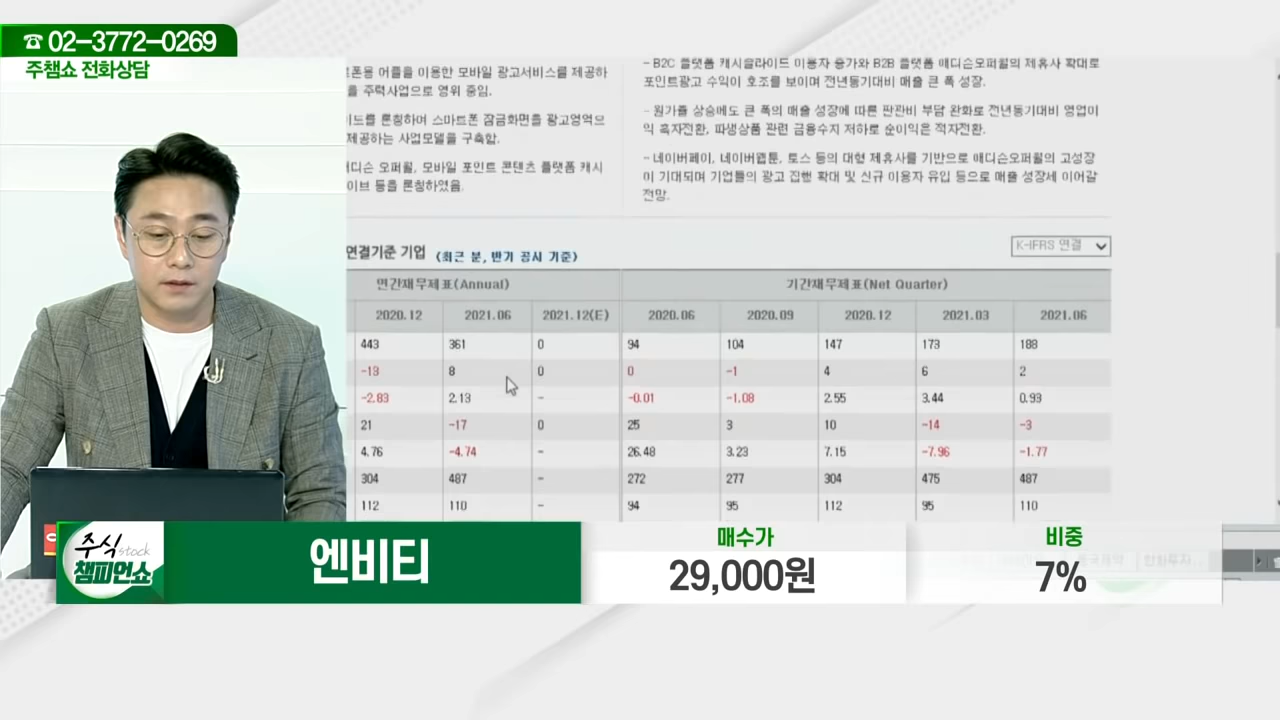 ☎ 02-3772-0269
주챔쇼 전화상담
트폰용 어플을 이용한 모바일 광고서비스를 제공하
을 주력사업으로 영위 중임.
이드를 론칭하며 스마트폰 잠금화면을 광고영역으
제공하는 사업모델을 구축함.
디슨 오퍼월, 모바일 포인트 콘텐츠 플랫폼 캐시
이브 등을 론칭하였음.
- B2C 플랫폼 캐시슬라이드 이용자 증가와 B2B 플랫폼 애디슨오퍼월의 제휴사 확대로
포인트광고 수익이 호조를 보이며 전년동기대비 매출 큰 폭 성장.
- 원가율 상승에도 큰 폭의 매출 성장에 따른 판관비 부담 완화로 전년동기대비 영업이
익 흑자전환, 파생상품 관련 금융수지 저하로 순이익은 적자전환.
- 네이버페이, 네이버웹툰, 토스 등의 대형 제휴사를 기반으로 애디슨오퍼월의 고성장
이 기대되며 기업들의 광고 집행 확대 및 신규 이용자 유입 등으로 매출 성장세 이어갈
전망.
연결기준 기업 (최근 분, 반기 공시 기준)
K-IFRS 연결
연간재무제표(Annual) 기간재무제표(Net Quarter)
2020.12 2021.06 2021.12(E) 2020.06 2020.09 2020.12 2021.03 2021.06
443 361 0 94 104 147 173 188
-13 8 0 0 -1 4 6 2
-2.83 2.13 - -0.01 -1.08 2.55 3.44 0.93
21 -17 0 25 3 10 -14 -3
4.76 -4.74 - 26.48 3.23 7.15 -7.96 -1.77
304 487 - 272 277 304 475 487
112 110 - 94 95 112 95 110
주식 stock
챔피언쇼
엔비티
매수가
29,000원
비중
7%
한화투자